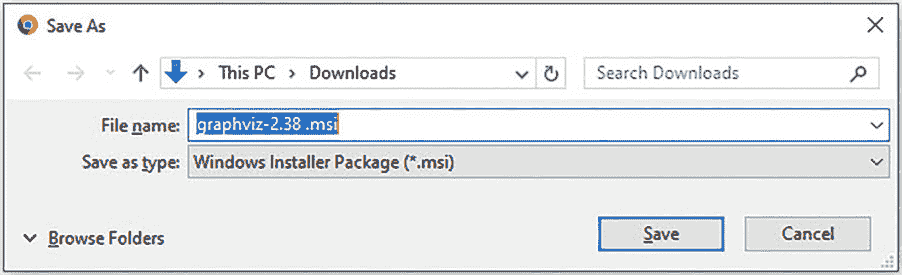 Save As
This PC > Downloads
Search Downloads
File name: graphviz-2.38 .msi
Save as type: Windows Installer Package (*.msi)
Browse Folders
Save
Cancel